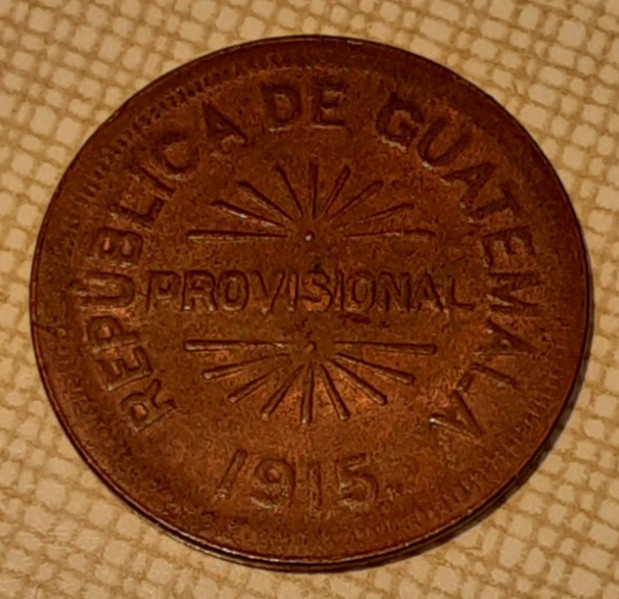 REPUBLICA DE GUATEMALA
PROVISIONAL
1915.